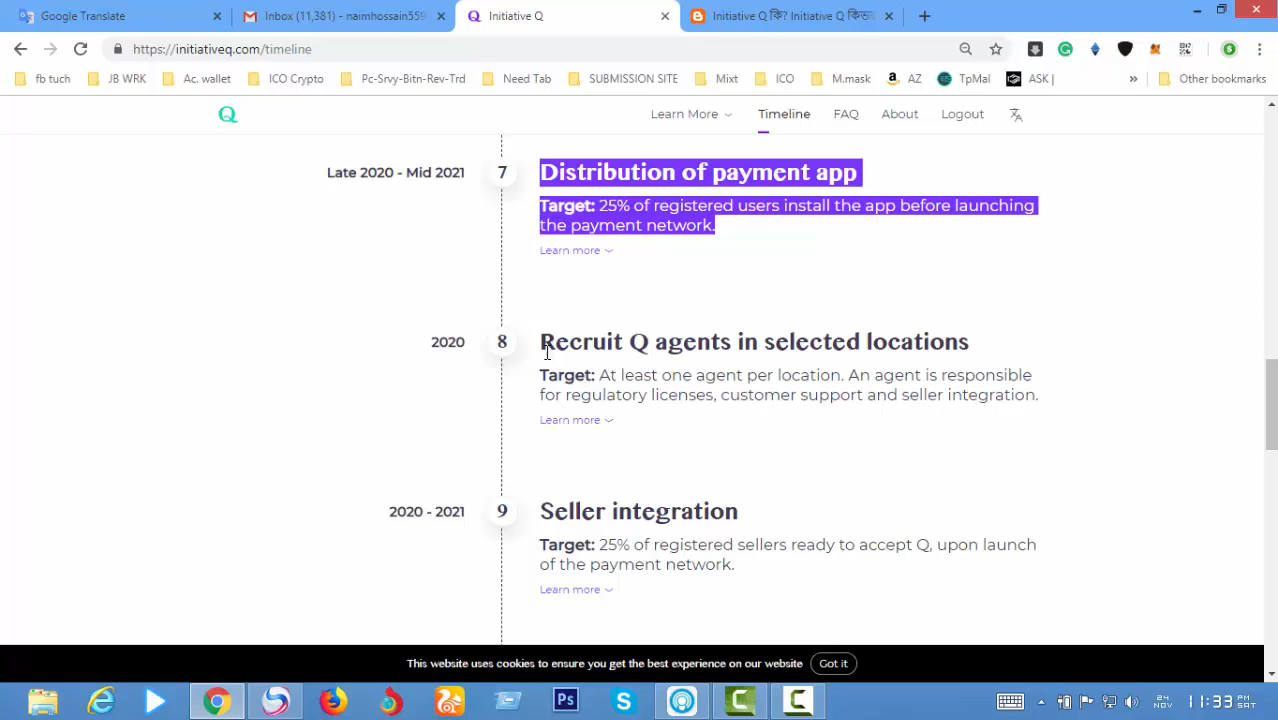 Google Translate
Inbox (11,381) - naimhossain559
Initiative Q
Initiative Q কি? Initiative Q কিভা
https://initiativeq.com/timeline
fb tuch
JB WRK
Ac. wallet
ICO Crypto
Pc-Srvy-Bitn-Rev-Trd
Need Tab
SUBMISSION SITE
Mixt
ICO
M.mask
AZ
TpMal
ASK |
Other bookmarks
Q
Learn More
Timeline
FAQ
About
Logout
Late 2020 - Mid 2021
7
Distribution of payment app
Target: 25% of registered users install the app before launching
the payment network.
Learn more
2020
8
Recruit Q agents in selected locations
Target: At least one agent per location. An agent is responsible
for regulatory licenses, customer support and seller integration.
Learn more
2020 - 2021
9
Seller integration
Target: 25% of registered sellers ready to accept Q, upon launch
of the payment network.
Learn more
This website uses cookies to ensure you get the best experience on our website
Got it
Ps
24
NOV
11:33 PM
SAT